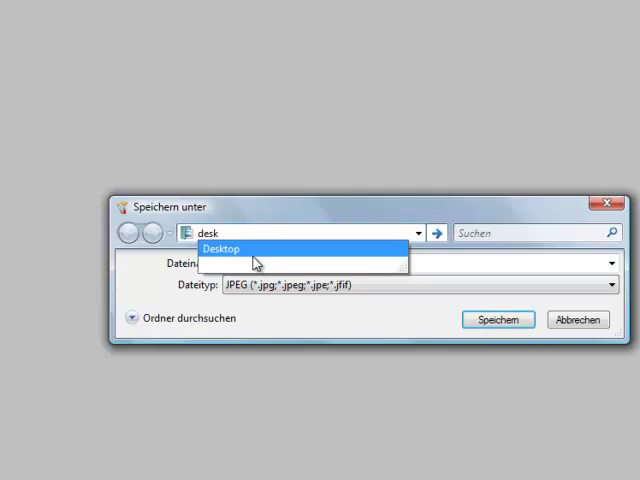 Speichern unter
desk
Suchen
Desktop
Dateina
Dateityp: JPEG (*.jpg;*.jpeg;*.jpe;*.jfif)
Ordner durchsuchen
Speichern
Abbrechen